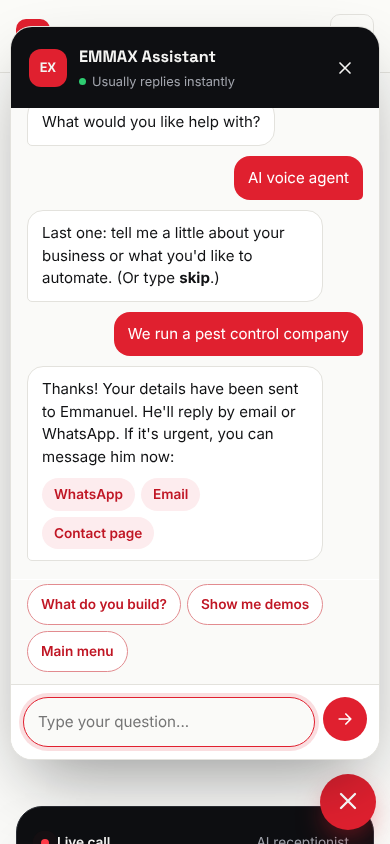 EX
EMMAX Assistant
Usually replies instantly
What would you like help with?
AI voice agent
Last one: tell me a little about your
business or what you'd like to
automate. (Or type skip.)
We run a pest control company
Thanks! Your details have been sent
to Emmanuel. He'll reply by email or
WhatsApp. If it's urgent, you can
message him now:
WhatsApp Email
Contact page
What do you build? Show me demos
Main menu
Type your question...
Live call AI receptionist